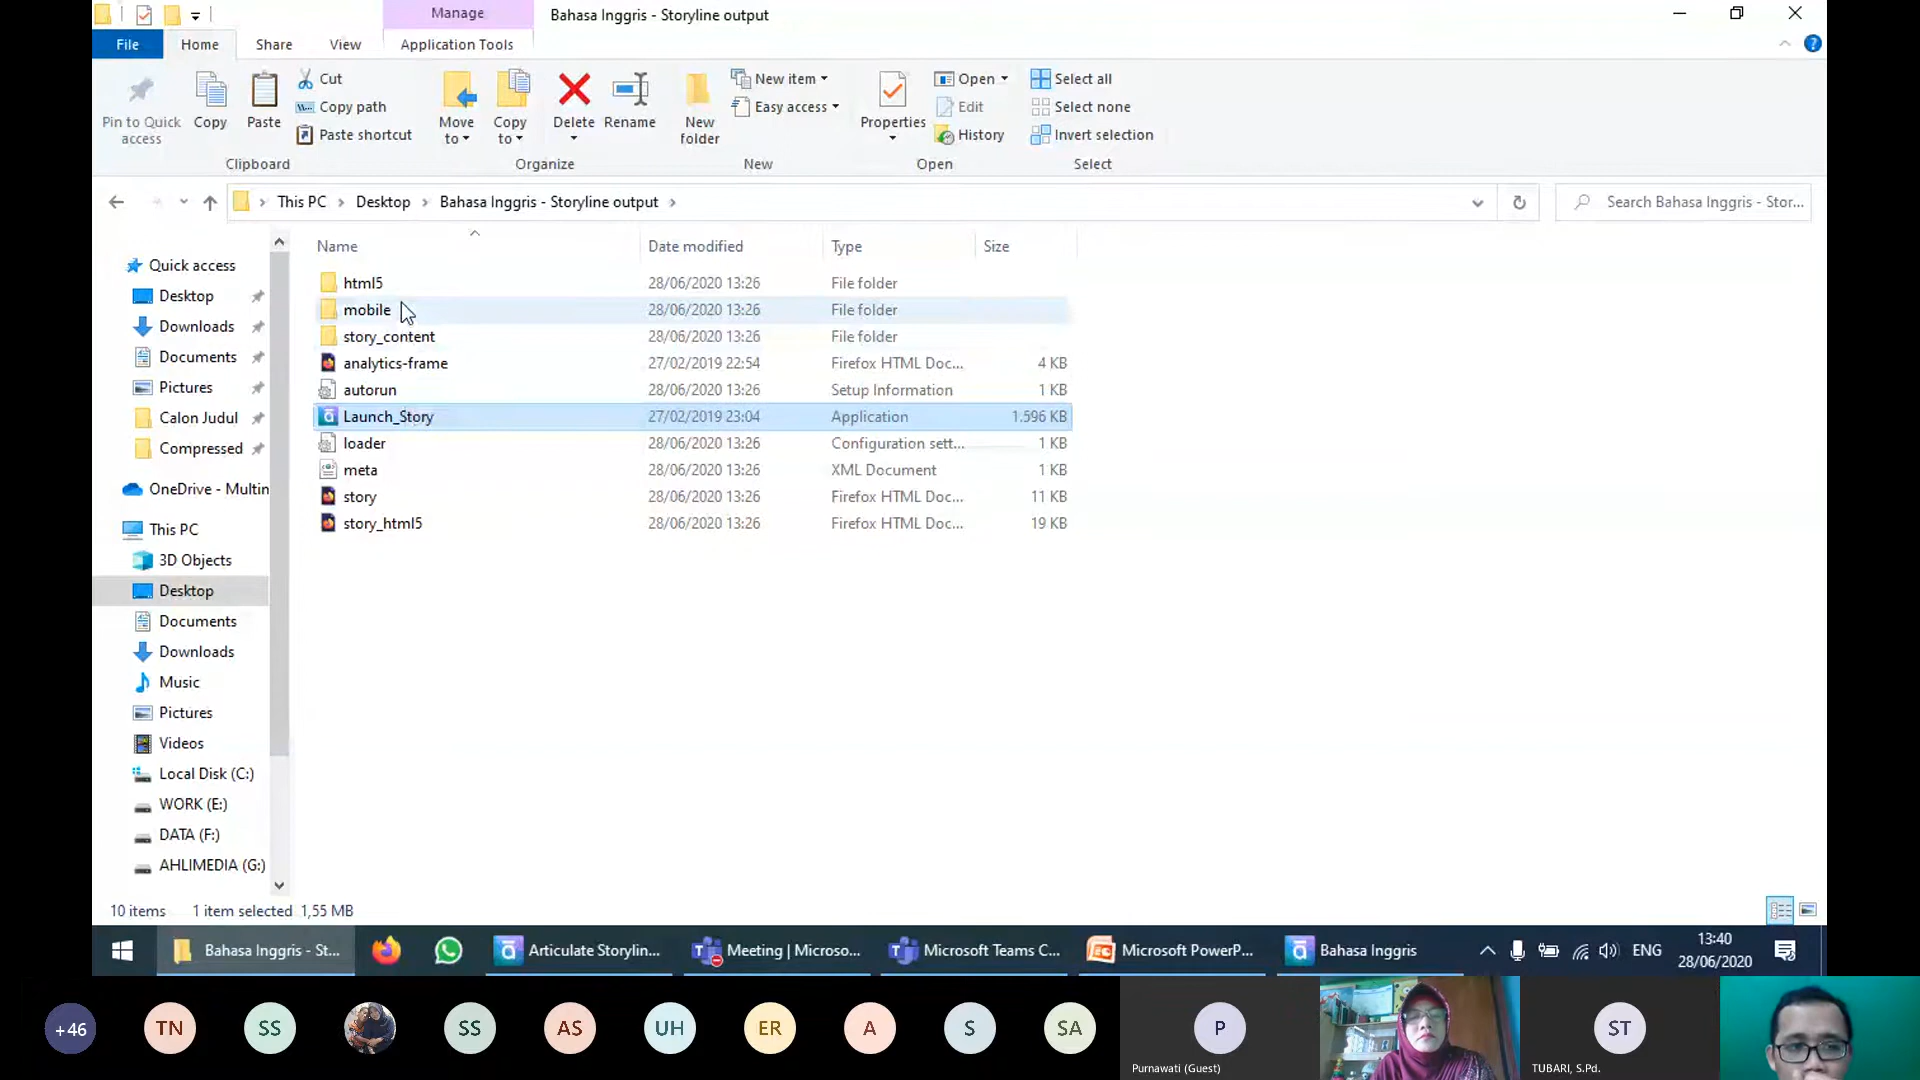 Manage
Bahasa Inggris - Storyline output
File
Home
Share
View
Application Tools
Pin to Quick access
Copy
Paste
Cut
Copy path
Paste shortcut
Clipboard
Move to
Copy to
Delete
Rename
Organize
New folder
New item
Easy access
New
Properties
Open
Edit
History
Open
Select all
Select none
Invert selection
Select
This PC
Desktop
Bahasa Inggris - Storyline output
Search Bahasa Inggris - Stor...
Quick access
Desktop
Downloads
Documents
Pictures
Calon Judul
Compressed
OneDrive - Multin
This PC
3D Objects
Desktop
Documents
Downloads
Music
Pictures
Videos
Local Disk (C:)
WORK (E:)
DATA (F:)
AHLIMEDIA (G:)
Name Date modified Type Size
html5 28/06/2020 13:26 File folder
mobile 28/06/2020 13:26 File folder
story_content 28/06/2020 13:26 File folder
analytics-frame 27/02/2019 22:54 Firefox HTML Doc... 4 KB
autorun 28/06/2020 13:26 Setup Information 1 KB
Launch_Story 27/02/2019 23:04 Application 1.596 KB
loader 28/06/2020 13:26 Configuration sett... 1 KB
meta 28/06/2020 13:26 XML Document 1 KB
story 28/06/2020 13:26 Firefox HTML Doc... 11 KB
story_html5 28/06/2020 13:26 Firefox HTML Doc... 19 KB
10 items 1 item selected 1,55 MB
Bahasa Inggris - St...
Articulate Storylin...
Meeting | Microso...
Microsoft Teams C...
Microsoft PowerP...
Bahasa Inggris
ENG
13:40
28/06/2020
+46
TN
SS
SS
AS
UH
ER
A
S
SA
P
Purnawati (Guest)
ST
TUBARI, S.Pd.